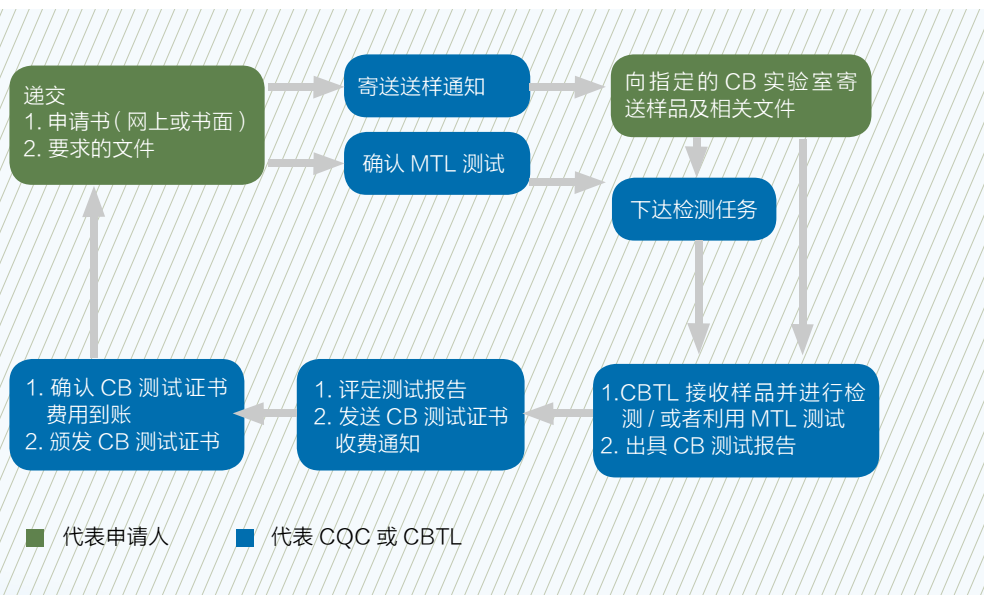 递交
1. 申请书（网上或书面）
2. 要求的文件
寄送送样通知
确认 MTL 测试
向指定的 CB 实验室寄
送样品及相关文件
下达检测任务
1. 确认 CB 测试证书
费用到账
2. 颁发 CB 测试证书
1. 评定测试报告
2. 发送 CB 测试证书
收费通知
1.CBTL 接收样品并进行检
测 / 或者利用 MTL 测试
2. 出具 CB 测试报告
代表申请人
代表 CQC 或 CBTL